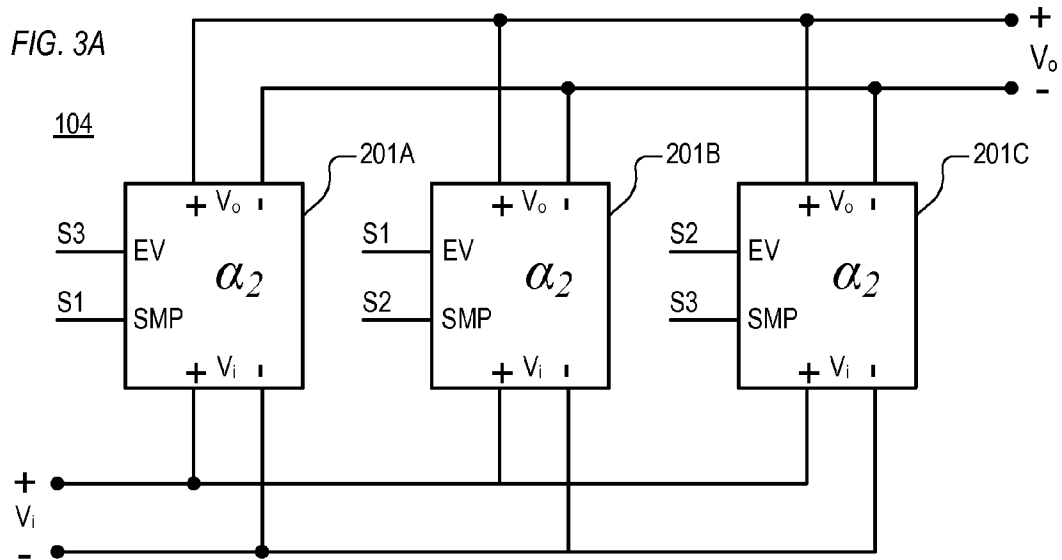 FIG. 3A
+
Vo
-
104
201A
201B
201C
+ Vo -
+ Vo -
+ Vo -
S3 EV
S1 EV
S2 EV
α2
α2
α2
S1 SMP
S2 SMP
S3 SMP
+ Vi -
+ Vi -
+ Vi -
+
Vi
-